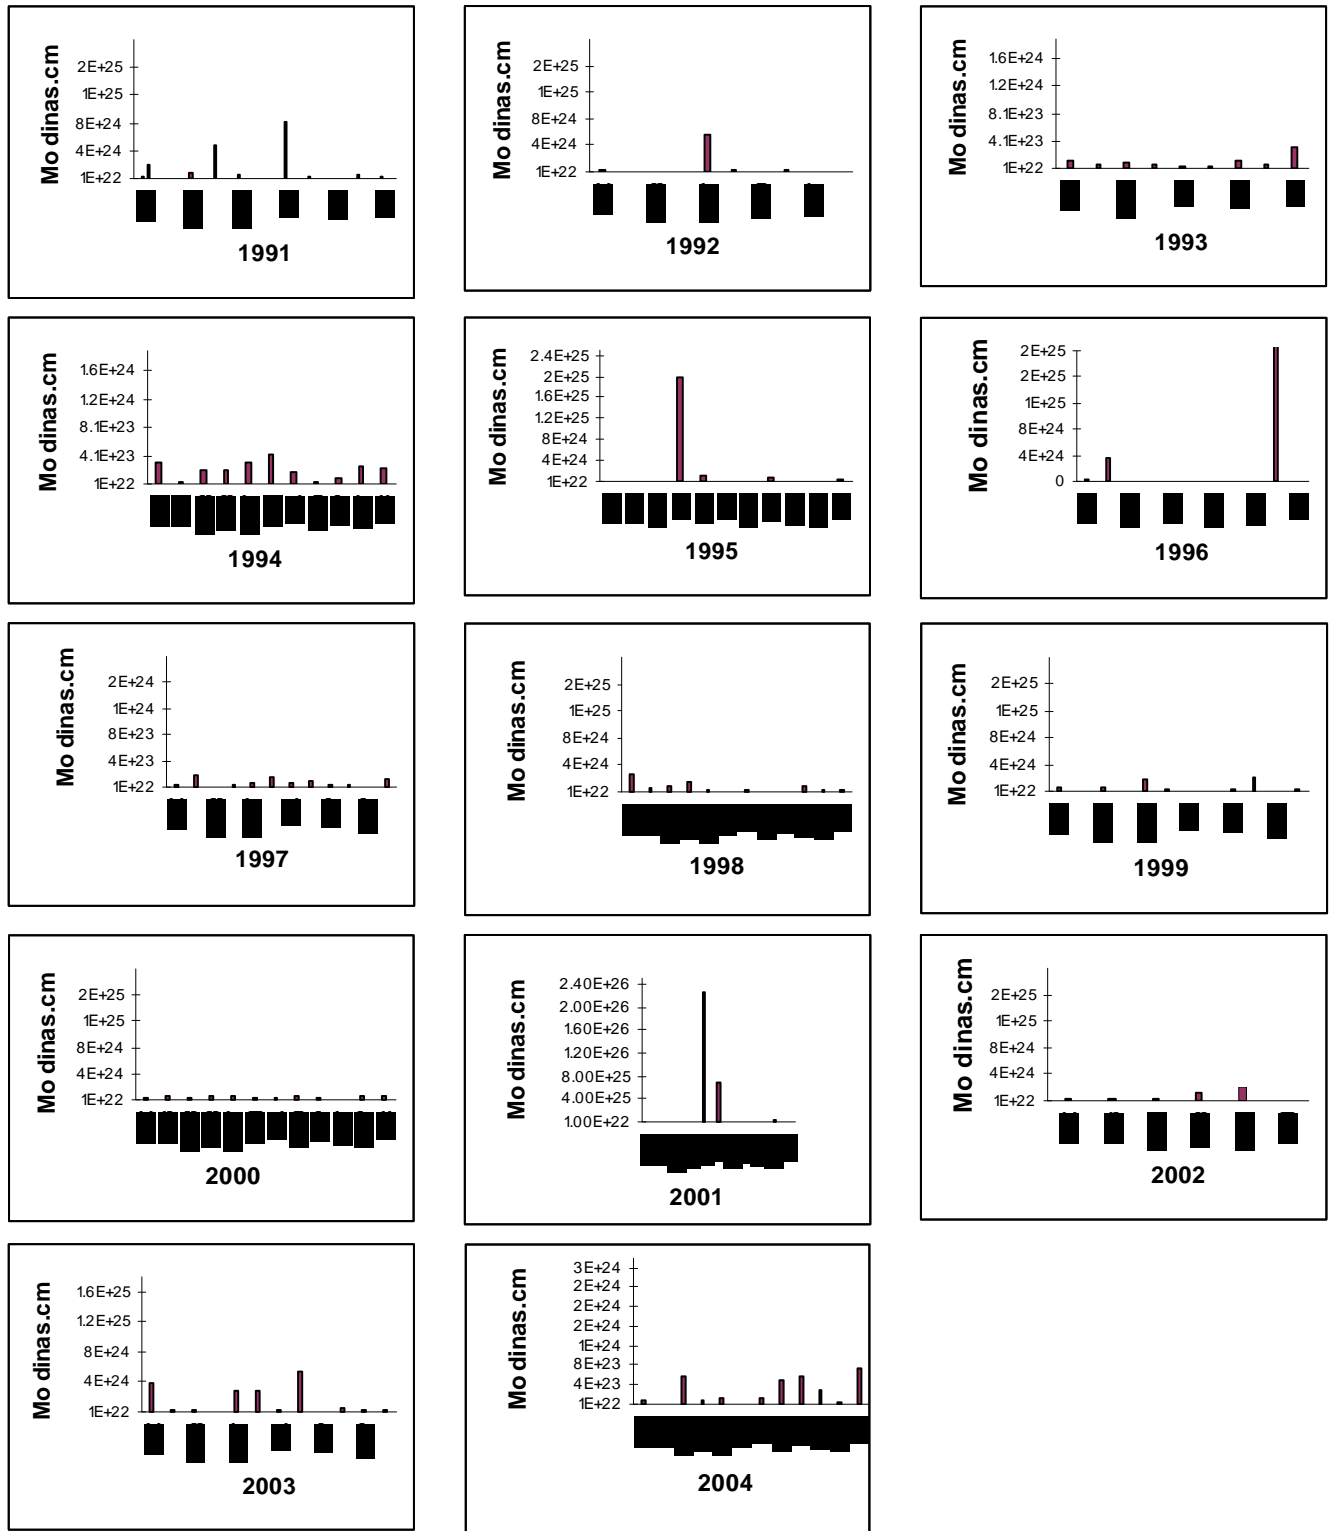 Mo dinas.cm
2E+25
1E+25
8E+24
4E+24
1E+22
1991
Mo dinas.cm
2E+25
1E+25
8E+24
4E+24
1E+22
1992
Mo dinas.cm
1.6E+24
1.2E+24
8.1E+23
4.1E+23
1E+22
1993
Mo dinas.cm
1.6E+24
1.2E+24
8.1E+23
4.1E+23
1E+22
1994
Mo dinas.cm
2.4E+25
2E+25
1.6E+25
1.2E+25
8E+24
4E+24
1E+22
1995
Mo dinas.cm
2E+25
2E+25
1E+25
8E+24
4E+24
0
1996
Mo dinas.cm
2E+24
1E+24
8E+23
4E+23
1E+22
1997
Mo dinas.cm
2E+25
1E+25
8E+24
4E+24
1E+22
1998
Mo dinas.cm
2E+25
1E+25
8E+24
4E+24
1E+22
1999
Mo dinas.cm
2E+25
1E+25
8E+24
4E+24
1E+22
2000
Mo dinas.cm
2.40E+26
2.00E+26
1.60E+26
1.20E+26
8.00E+25
4.00E+25
1.00E+22
2001
Mo dinas.cm
2E+25
1E+25
8E+24
4E+24
1E+22
2002
Mo dinas.cm
1.6E+25
1.2E+25
8E+24
4E+24
1E+22
2003
Mo dinas.cm
3E+24
2E+24
2E+24
2E+24
1E+24
8E+23
4E+23
1E+22
2004